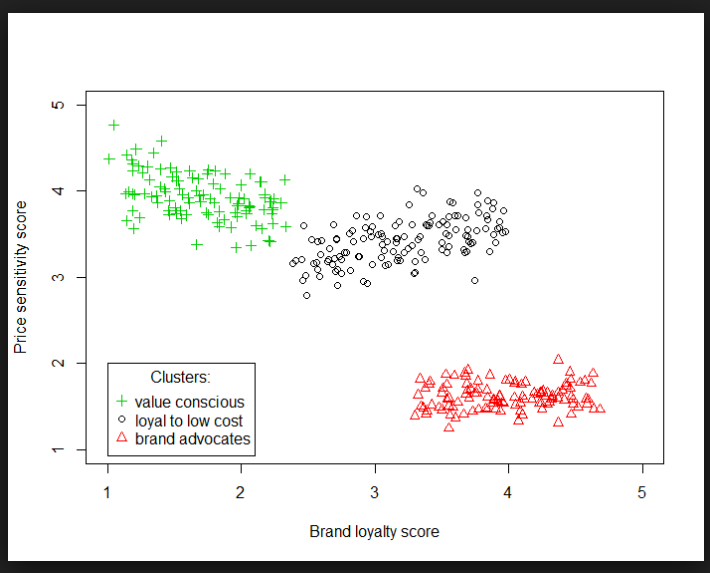 5
4
3
2
1
Price sensitivity score
Clusters:
value conscious
loyal to low cost
brand advocates
1 2 3 4 5
Brand loyalty score